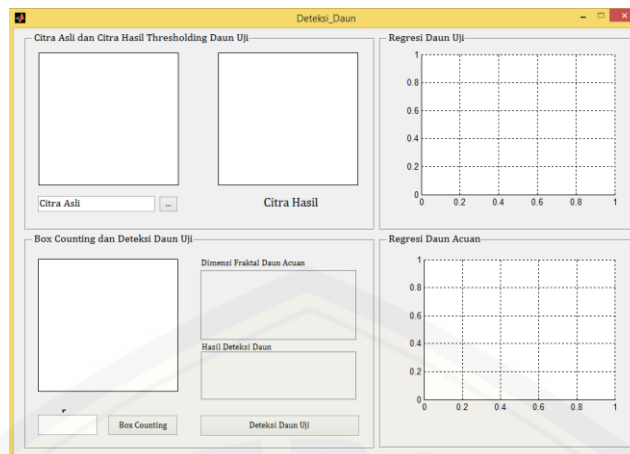 Deteksi_Daun
Citra Asli dan Citra Hasil Thresholding Daun Uji
Citra Asli
...
Citra Hasil
Regresi Daun Uji
1
0.8
0.6
0.4
0.2
0
0 0.2 0.4 0.6 0.8 1
Box Counting dan Deteksi Daun Uji
r
Box Counting
Dimensi Fraktal Daun Acuan
Hasil Deteksi Daun
Deteksi Daun Uji
Regresi Daun Acuan
1
0.8
0.6
0.4
0.2
0
0 0.2 0.4 0.6 0.8 1